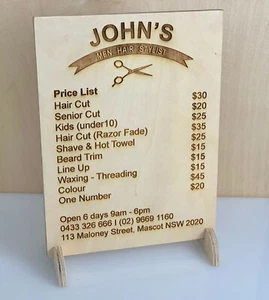 JOHN'S
MEN HAIR STYLIST
Price List
Hair Cut $30
Senior Cut $20
Kids (under10) $25
Hair Cut (Razor Fade) $35
Shave & Hot Towel $25
Beard Trim $15
Line Up $15
Waxing - Threading $15
Colour $45
One Number $20
Open 6 days 9am - 6pm
0433 326 666 I (02) 9669 1160
113 Maloney Street, Mascot NSW 2020